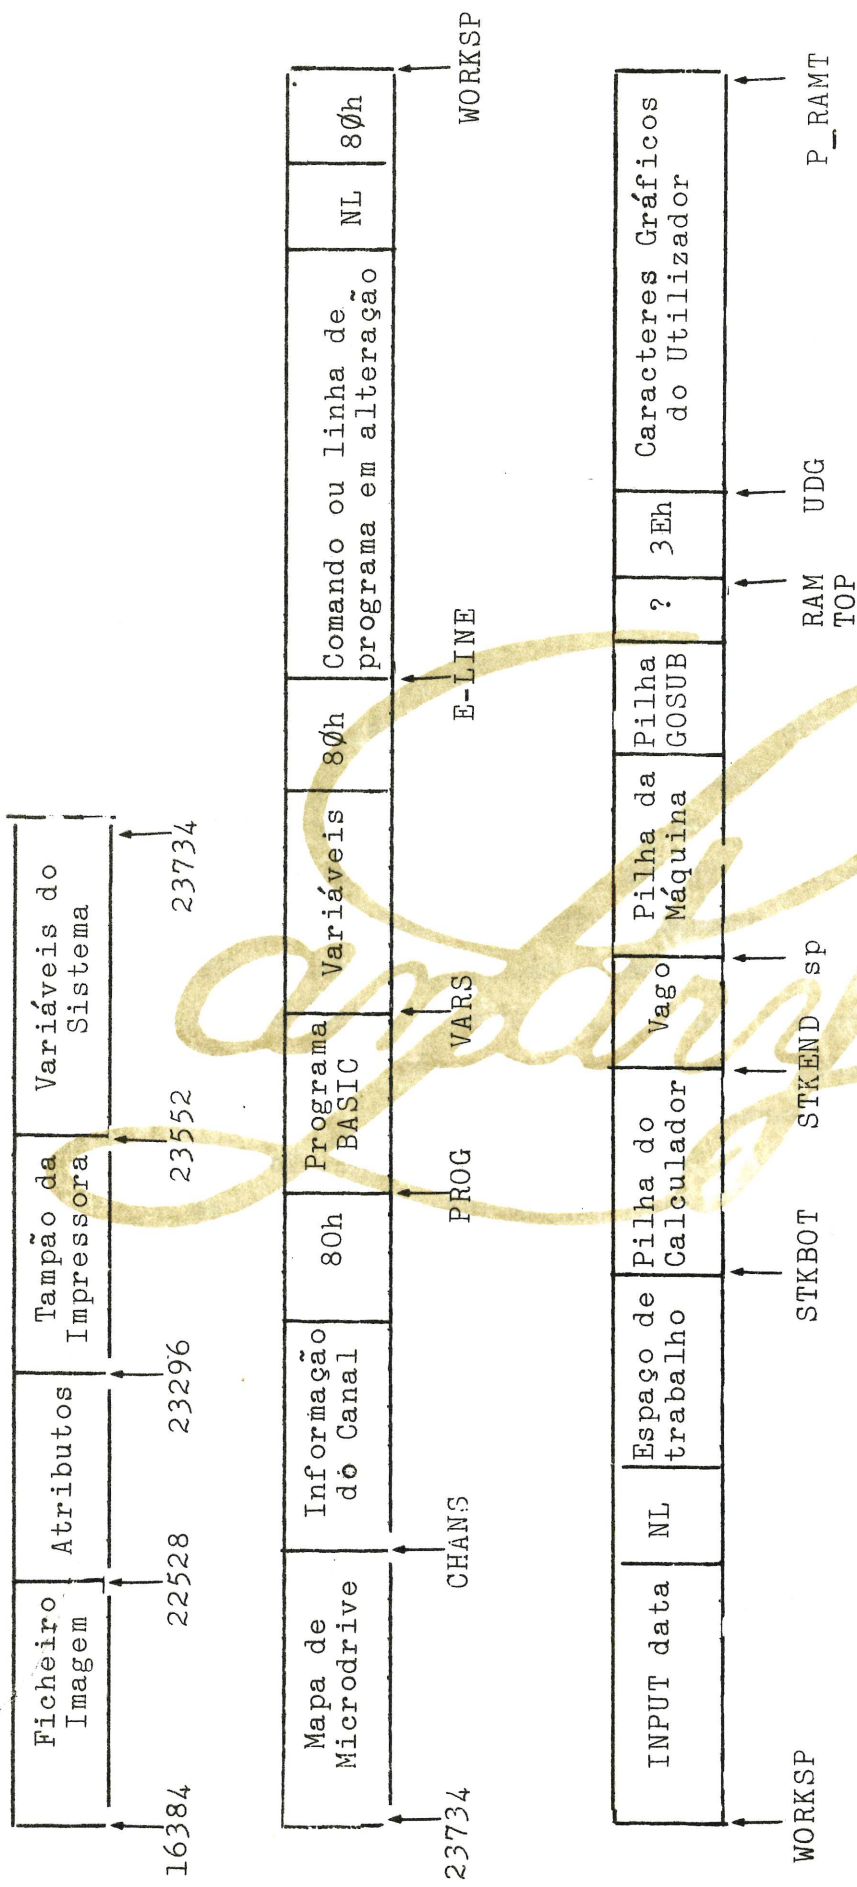 Ficheiro
Imagem
Atributos
Tampão da
Impressora
Variáveis do
Sistema
16384
22528
23296
23552
23734
Mapa de
Microdrive
Informação
do Canal
80h
Programa
BASIC
Variáveis
8Øh
Comando ou linha de
programa em alteração
NL
8Øh
23734
CHANS
PROG
VARS
E-LINE
WORKSP
INPUT data
NL
Espaço de
trabalho
Pilha do
Calculador
Vago
Pilha da
Máquina
Pilha
GOSUB
?
3Eh
Caracteres Gráficos
do Utilizador
WORKSP
STKBOT
STKEND
sp
RAM
TOP
UDG
P_RAMT